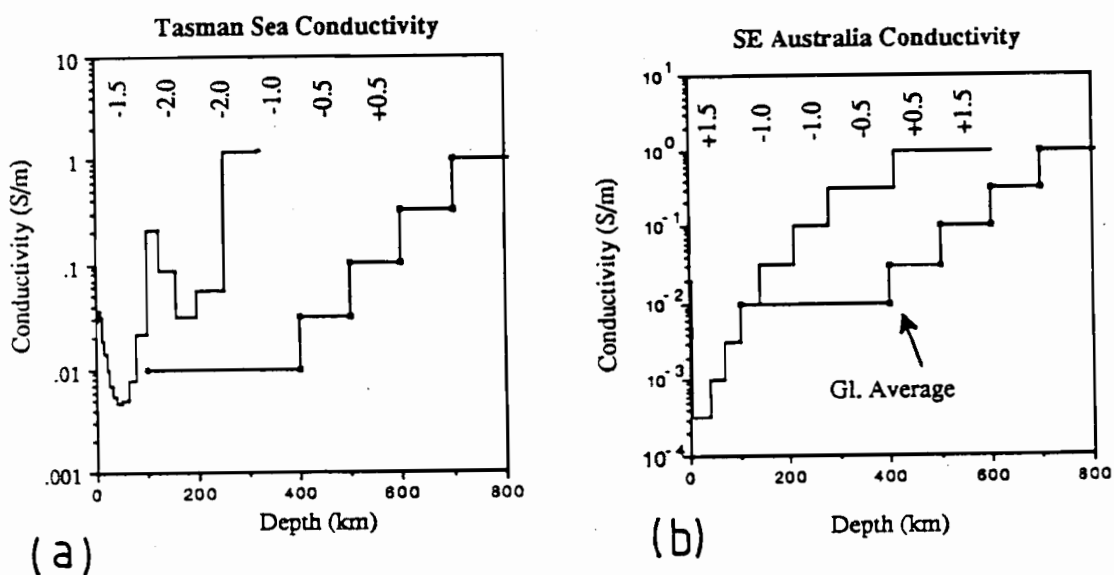 Tasman Sea Conductivity
10
1
.1
.01
.001
Conductivity (S/m)
-1.5 -2.0 -2.0 -1.0 -0.5 +0.5
0 200 400 600 800
Depth (km)
(a)
SE Australia Conductivity
10^1
10^0
10^-1
10^-2
10^-3
10^-4
Conductivity (S/m)
+1.5 -1.0 -1.0 -0.5 +0.5 +1.5
Gl. Average
0 200 400 600 800
Depth (km)
(b)